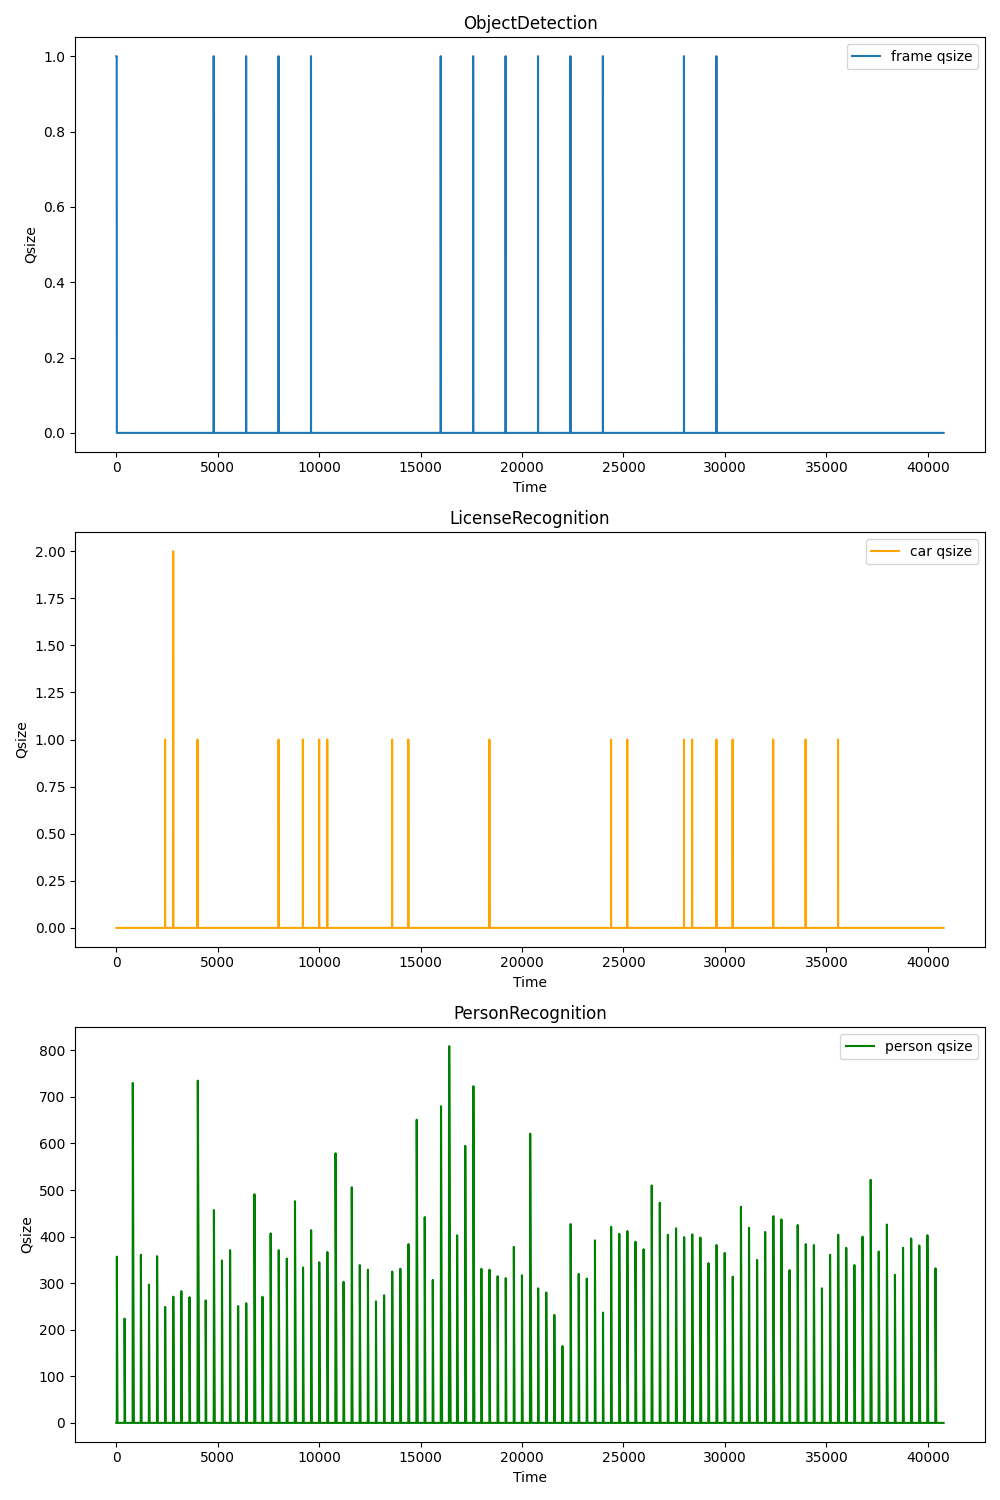 ObjectDetection
frame qsize
1.0
0.8
0.6
0.4
0.2
0.0
Qsize
0 5000 10000 15000 20000 25000 30000 35000 40000
Time
LicenseRecognition
car qsize
2.00
1.75
1.50
1.25
1.00
0.75
0.50
0.25
0.00
Qsize
0 5000 10000 15000 20000 25000 30000 35000 40000
Time
PersonRecognition
person qsize
800
700
600
500
400
300
200
100
0
Qsize
0 5000 10000 15000 20000 25000 30000 35000 40000
Time